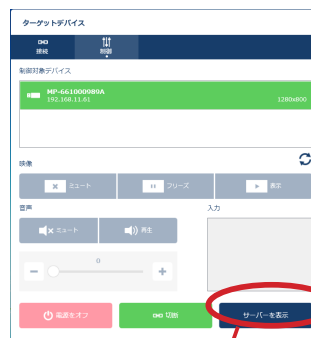 ターゲットデバイス
接続
制御
制御対象デバイス
MP-661000989A
192.168.11.61
1280x800
映像
ミュート
フリーズ
表示
音声
入力
ミュート
再生
0
電源をオフ
切断
サーバーを表示